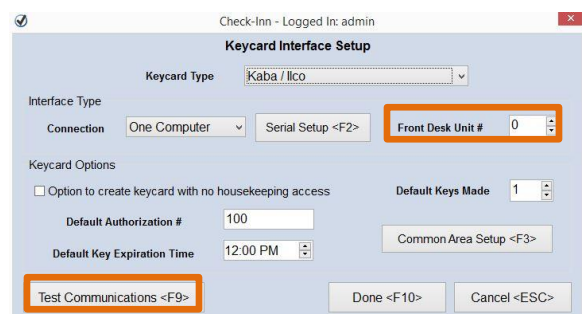 Check-Inn - Logged In: admin
Keycard Interface Setup
Keycard Type Kaba / Ilco
Interface Type
Connection One Computer Serial Setup <F2> Front Desk Unit # 0
Keycard Options
Option to create keycard with no housekeeping access Default Keys Made 1
Default Authorization # 100
Default Key Expiration Time 12:00 PM Common Area Setup <F3>
Test Communications <F9> Done <F10> Cancel <ESC>